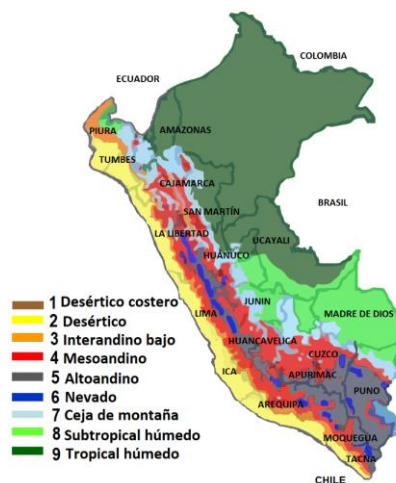 COLOMBIA
ECUADOR
PIURA
AMAZONAS
TUMBES
CAJAMARCA
BRASIL
SAN MARTÍN
LA LIBERTAD
UCAYALI
HUÁNUCO
1 Desértico costero
2 Desértico
3 Interandino bajo
4 Mesoandino
5 Altoandino
6 Nevado
7 Ceja de montaña
8 Subtropical húmedo
9 Tropical húmedo
LIMA
JUNIN
MADRE DE DIOS
HUANCAVELICA
CUZCO
ICA
APURIMAC
PUNO
AREQUIPA
MOQUEGUA
TACNA
CHILE